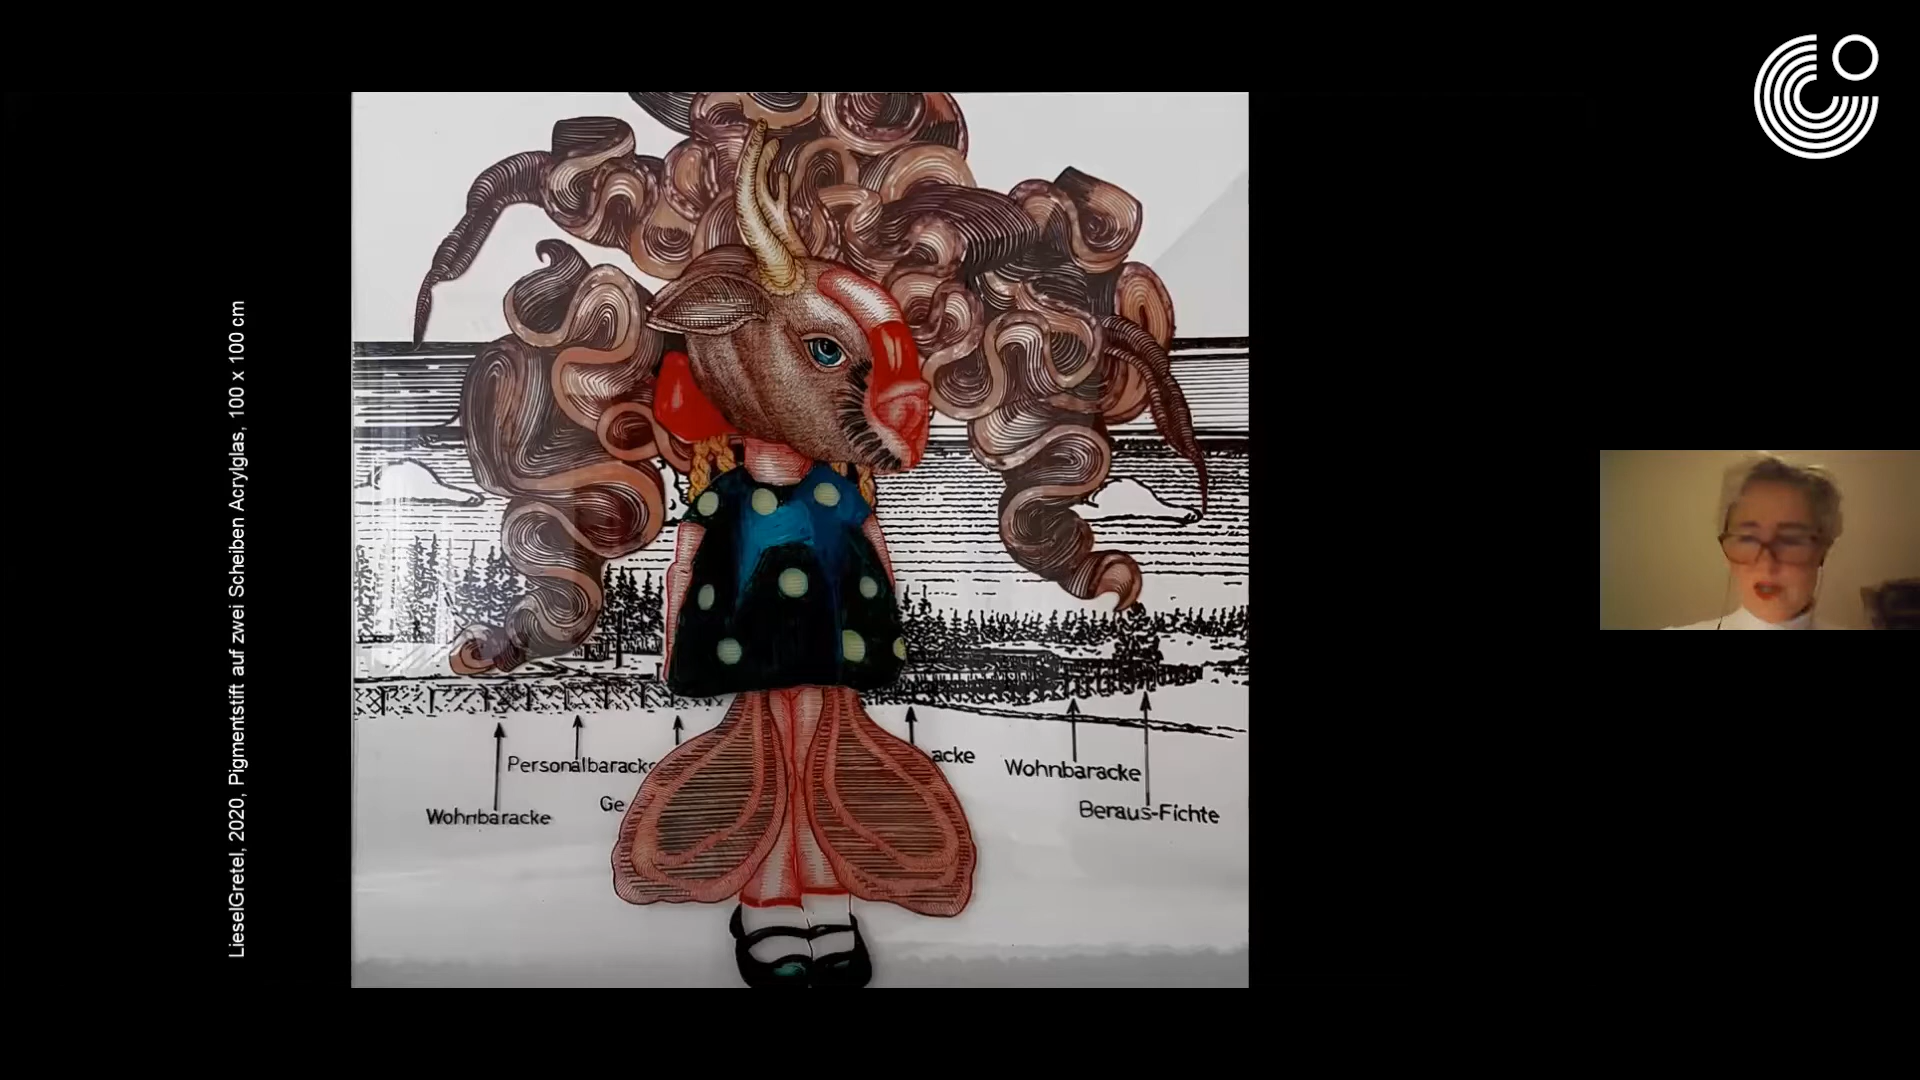 LieselGretel, 2020, Pigmentstift auf zwei Scheiben Acrylglas, 100 x 100 cm
Personalbaracke
acke
Wohnbaracke
Ge
Wohnbaracke
Beraus-Fichte